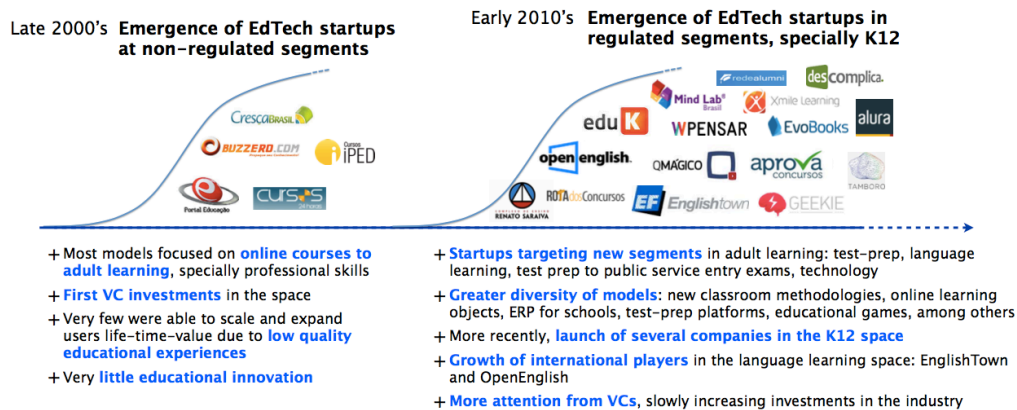 Late 2000’s Emergence of EdTech startups
at non-regulated segments
CresçaBRASIL
BUZZERO.COM
Cursos
iPED
Portal Educação
CURSOS
24 horas
+ Most models focused on online courses to
adult learning, specially professional skills
+ First VC investments in the space
+ Very few were able to scale and expand
users life-time-value due to low quality
educational experiences
+ Very little educational innovation
Early 2010’s Emergence of EdTech startups in
regulated segments, specially K12
redealumni
descomplica.
Mind Lab®
Brasil
Xmile Learning
alura
eduK
WPENSAR
EvoBooks
openenglish.
QMÁGICO
aprova
concursos
TAMBORO
RENATO SARAIVA
ROTAdosConcursos
EF Englishtown
GEEKIE
+ Startups targeting new segments in adult learning: test-prep, language
learning, test prep to public service entry exams, technology
+ Greater diversity of models: new classroom methodologies, online learning
objects, ERP for schools, test-prep platforms, educational games, among others
+ More recently, launch of several companies in the K12 space
+ Growth of international players in the language learning space: EnglishTown
and OpenEnglish
+ More attention from VCs, slowly increasing investments in the industry